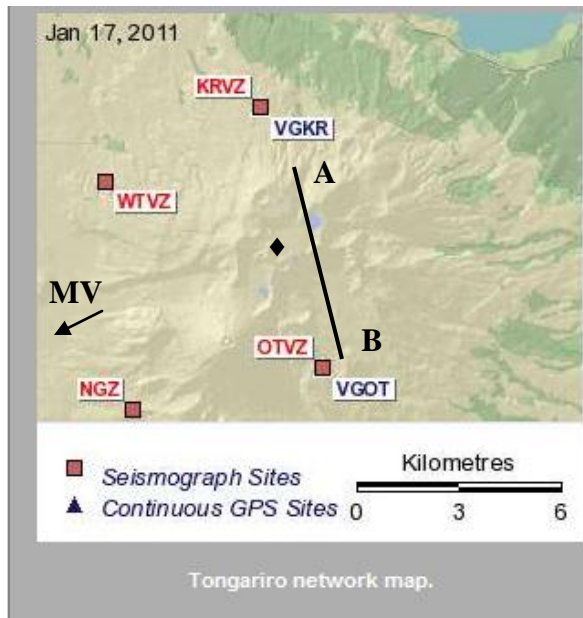 Jan 17, 2011
KRVZ
VGKR
A
WTVZ
MV
OTVZ
B
NGZ
VGOT
Kilometres
Seismograph Sites
Continuous GPS Sites
0 3 6
Tongariro network map.